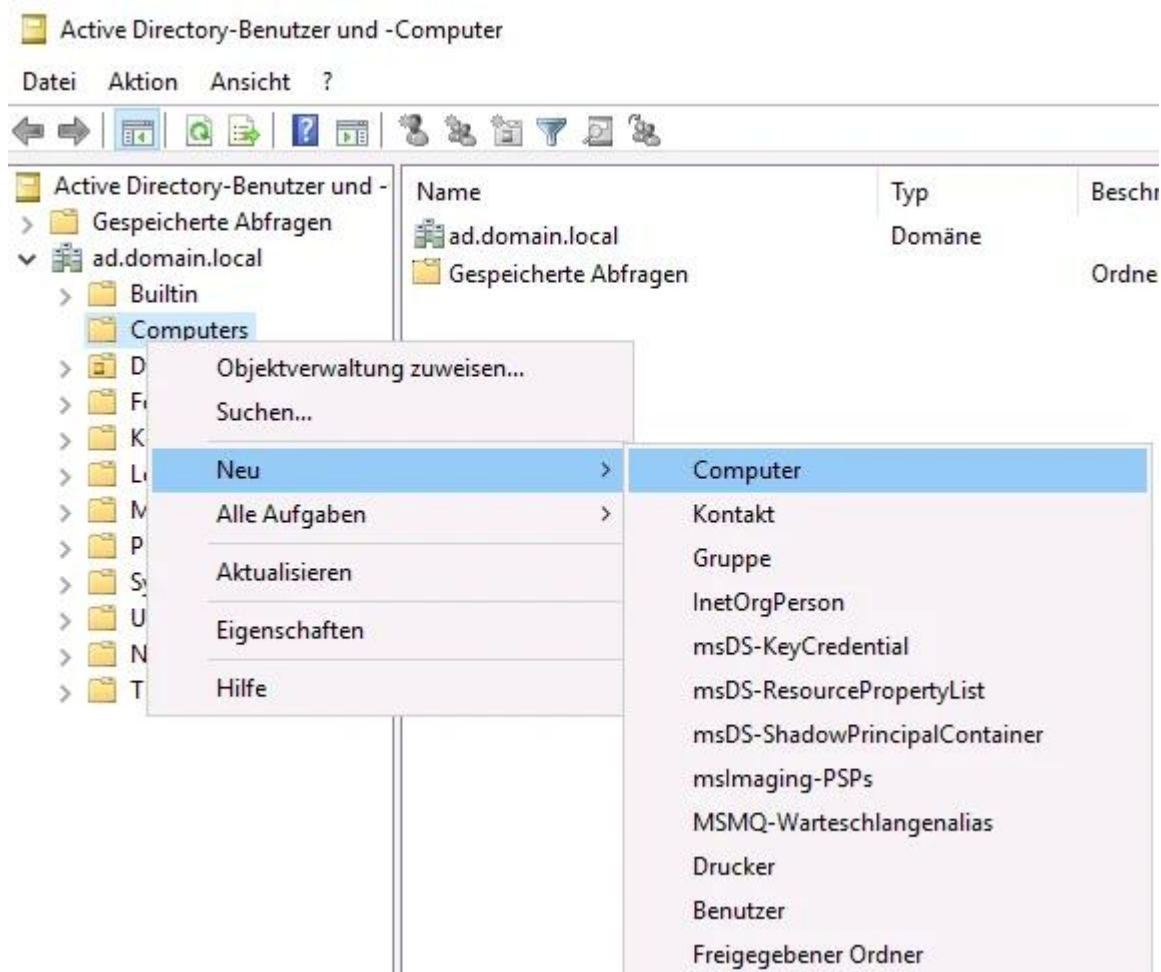 Active Directory-Benutzer und -Computer
Datei Aktion Ansicht ?
Active Directory-Benutzer und -
Gespeicherte Abfragen
ad.domain.local
Builtin
Computers
Name Typ
ad.domain.local Domäne
Gespeicherte Abfragen
Objektverwaltung zuweisen...
Suchen...
Neu
Alle Aufgaben
Aktualisieren
Eigenschaften
Hilfe
Computer
Kontakt
Gruppe
InetOrgPerson
msDS-KeyCredential
msDS-ResourcePropertyList
msDS-ShadowPrincipalContainer
msImaging-PSPs
MSMQ-Warteschlangenalias
Drucker
Benutzer
Freigegebener Ordner